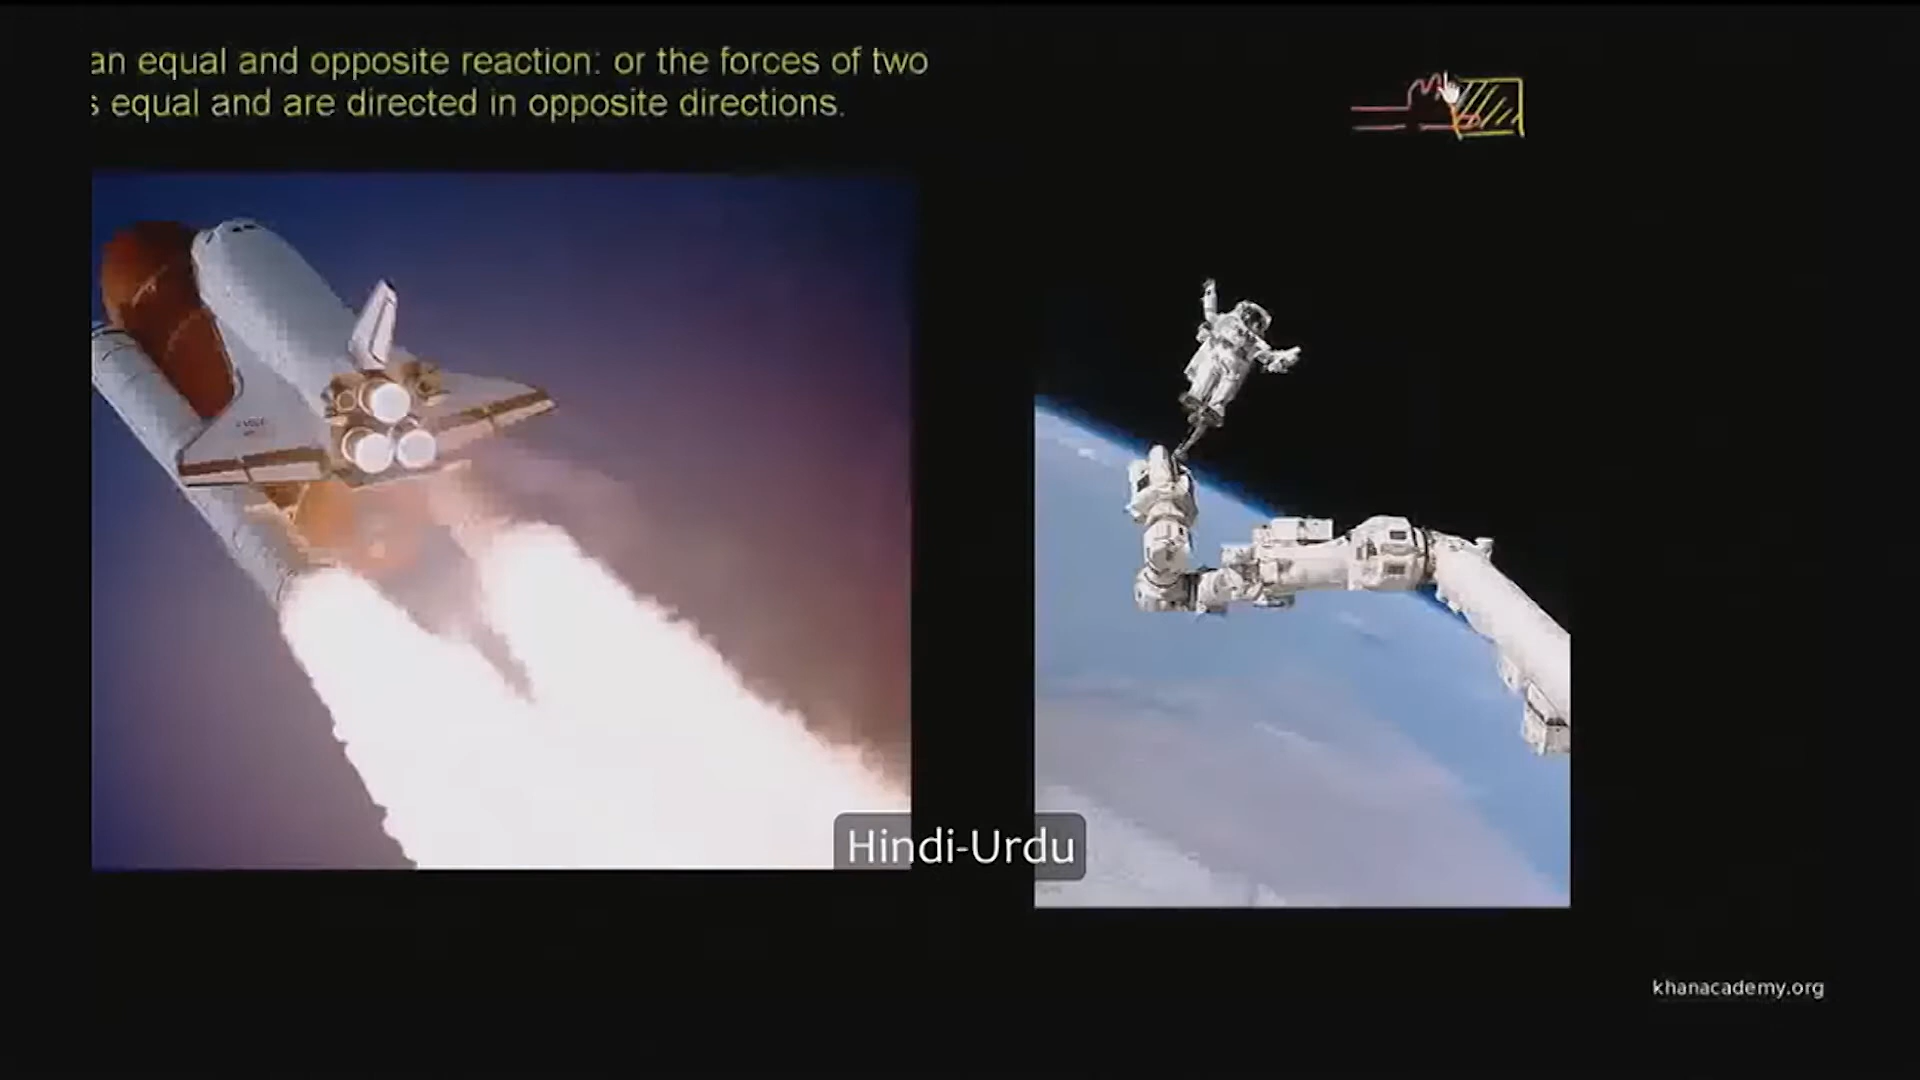 an equal and opposite reaction: or the forces of two
s equal and are directed in opposite directions.
Hindi-Urdu
khanacademy.org